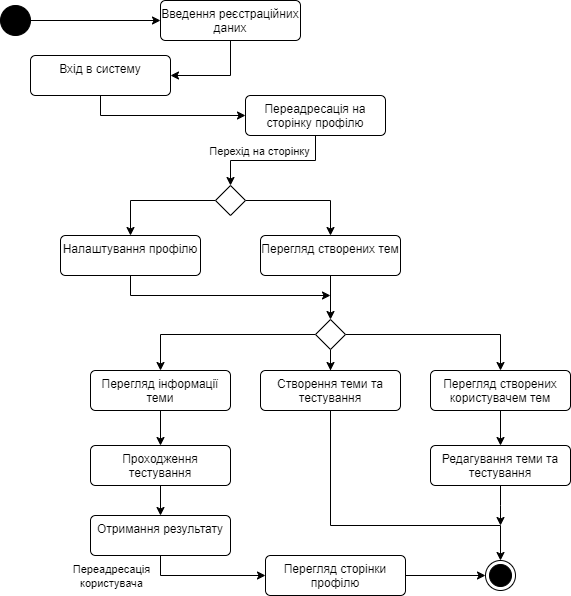 Введення реєстраційних
даних
Вхід в систему
Переадресація на
сторінку профілю
Перехід на сторінку
Налаштування профілю
Перегляд створених тем
Перегляд інформації
теми
Створення теми та
тестування
Перегляд створених
користувачем тем
Проходження
тестування
Редагування теми та
тестування
Отримання результату
Переадресація
користувача
Перегляд сторінки
профілю